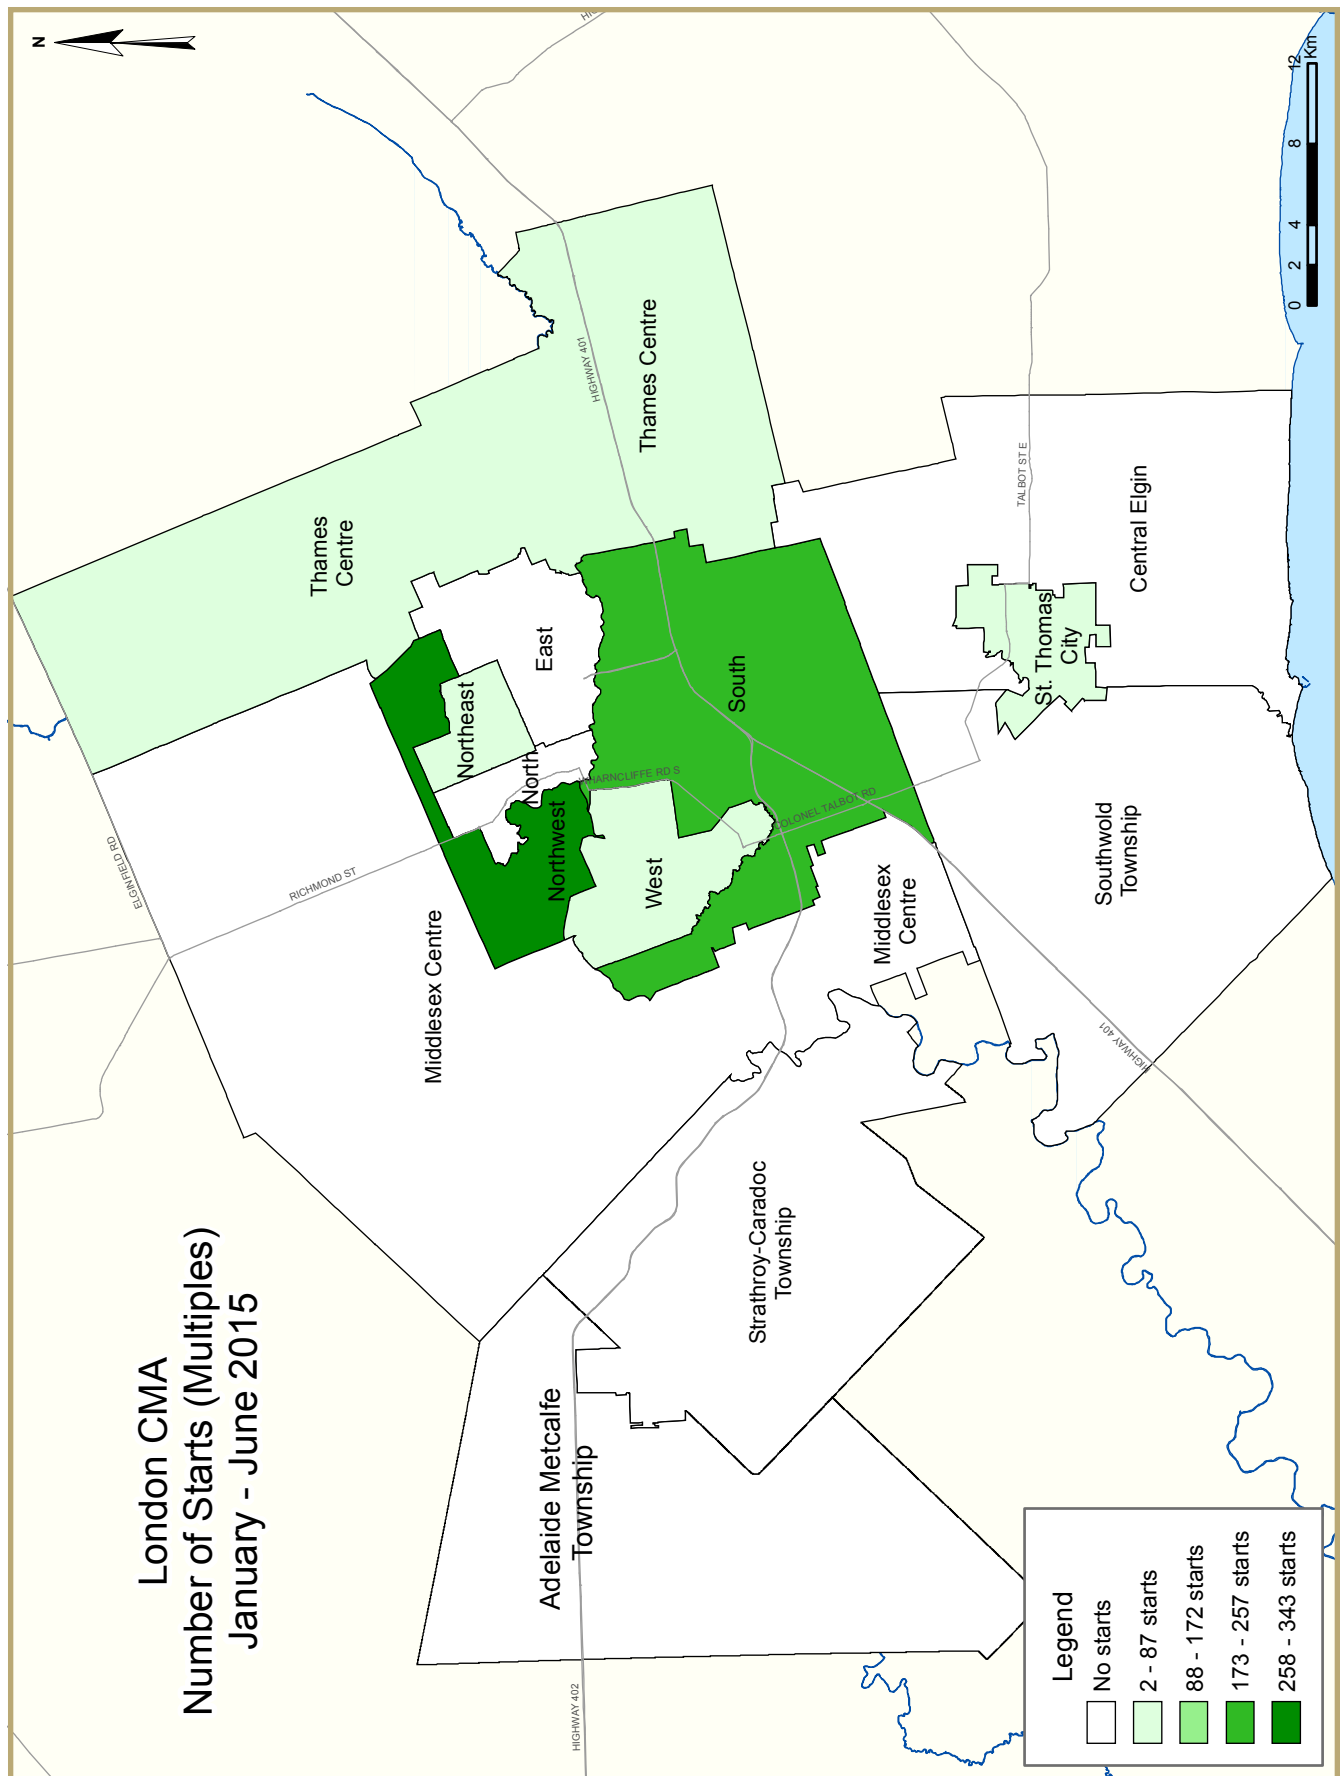 London CMA
Number of Starts (Multiples)
January - June 2015
N
ELGINFIELD RD
RICHMOND ST
Middlesex Centre
Thames
Centre
Northeast
North
East
Northwest
West
South
WHARNCLIFFE RD S
COLONEL TALBOT RD
HIGHWAY 401
Thames Centre
Adelaide Metcalfe
Township
HIGHWAY 402
Strathroy-Caradoc
Township
Middlesex
Centre
HIGHWAY 401
Southwold
Township
St. Thomas
City
TALBOT ST E
Central Elgin
Legend
No starts
2 - 87 starts
88 - 172 starts
173 - 257 starts
258 - 343 starts
0 2 4 8 12
Km